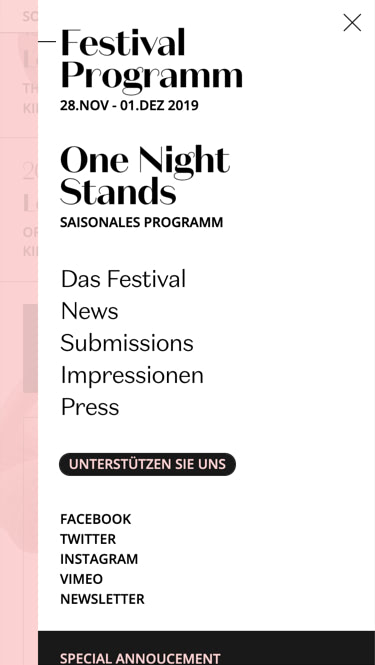 Festival
Programm
28.NOV - 01.DEZ 2019
One Night
Stands
SAISONALES PROGRAMM
Das Festival
News
Submissions
Impressionen
Press
UNTERSTÜTZEN SIE UNS
FACEBOOK
TWITTER
INSTAGRAM
VIMEO
NEWSLETTER
SPECIAL ANNOUCEMENT